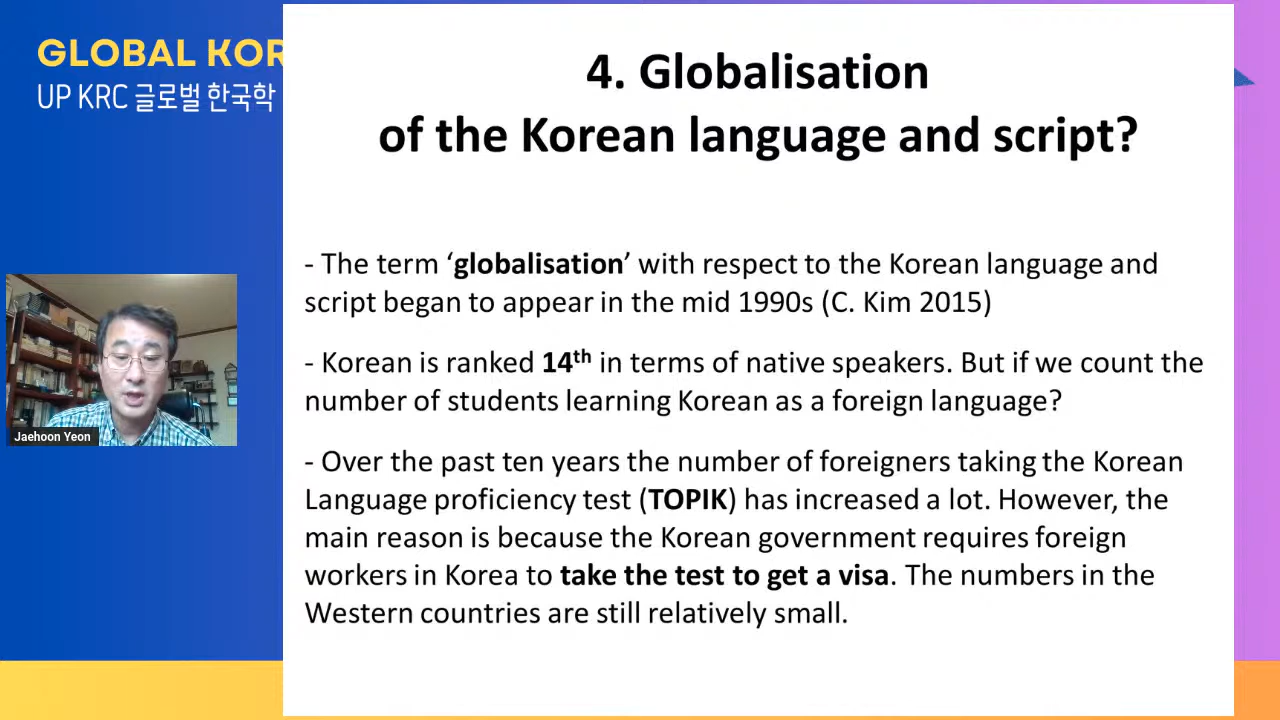 GLOBAL KOR
UP KRC 글로벌 한국학
4. Globalisation
of the Korean language and script?
- The term ‘globalisation’ with respect to the Korean language and
script began to appear in the mid 1990s (C. Kim 2015)
- Korean is ranked 14th in terms of native speakers. But if we count the
number of students learning Korean as a foreign language?
- Over the past ten years the number of foreigners taking the Korean
Language proficiency test (TOPIK) has increased a lot. However, the
main reason is because the Korean government requires foreign
workers in Korea to take the test to get a visa. The numbers in the
Western countries are still relatively small.
Jaehoon Yeon